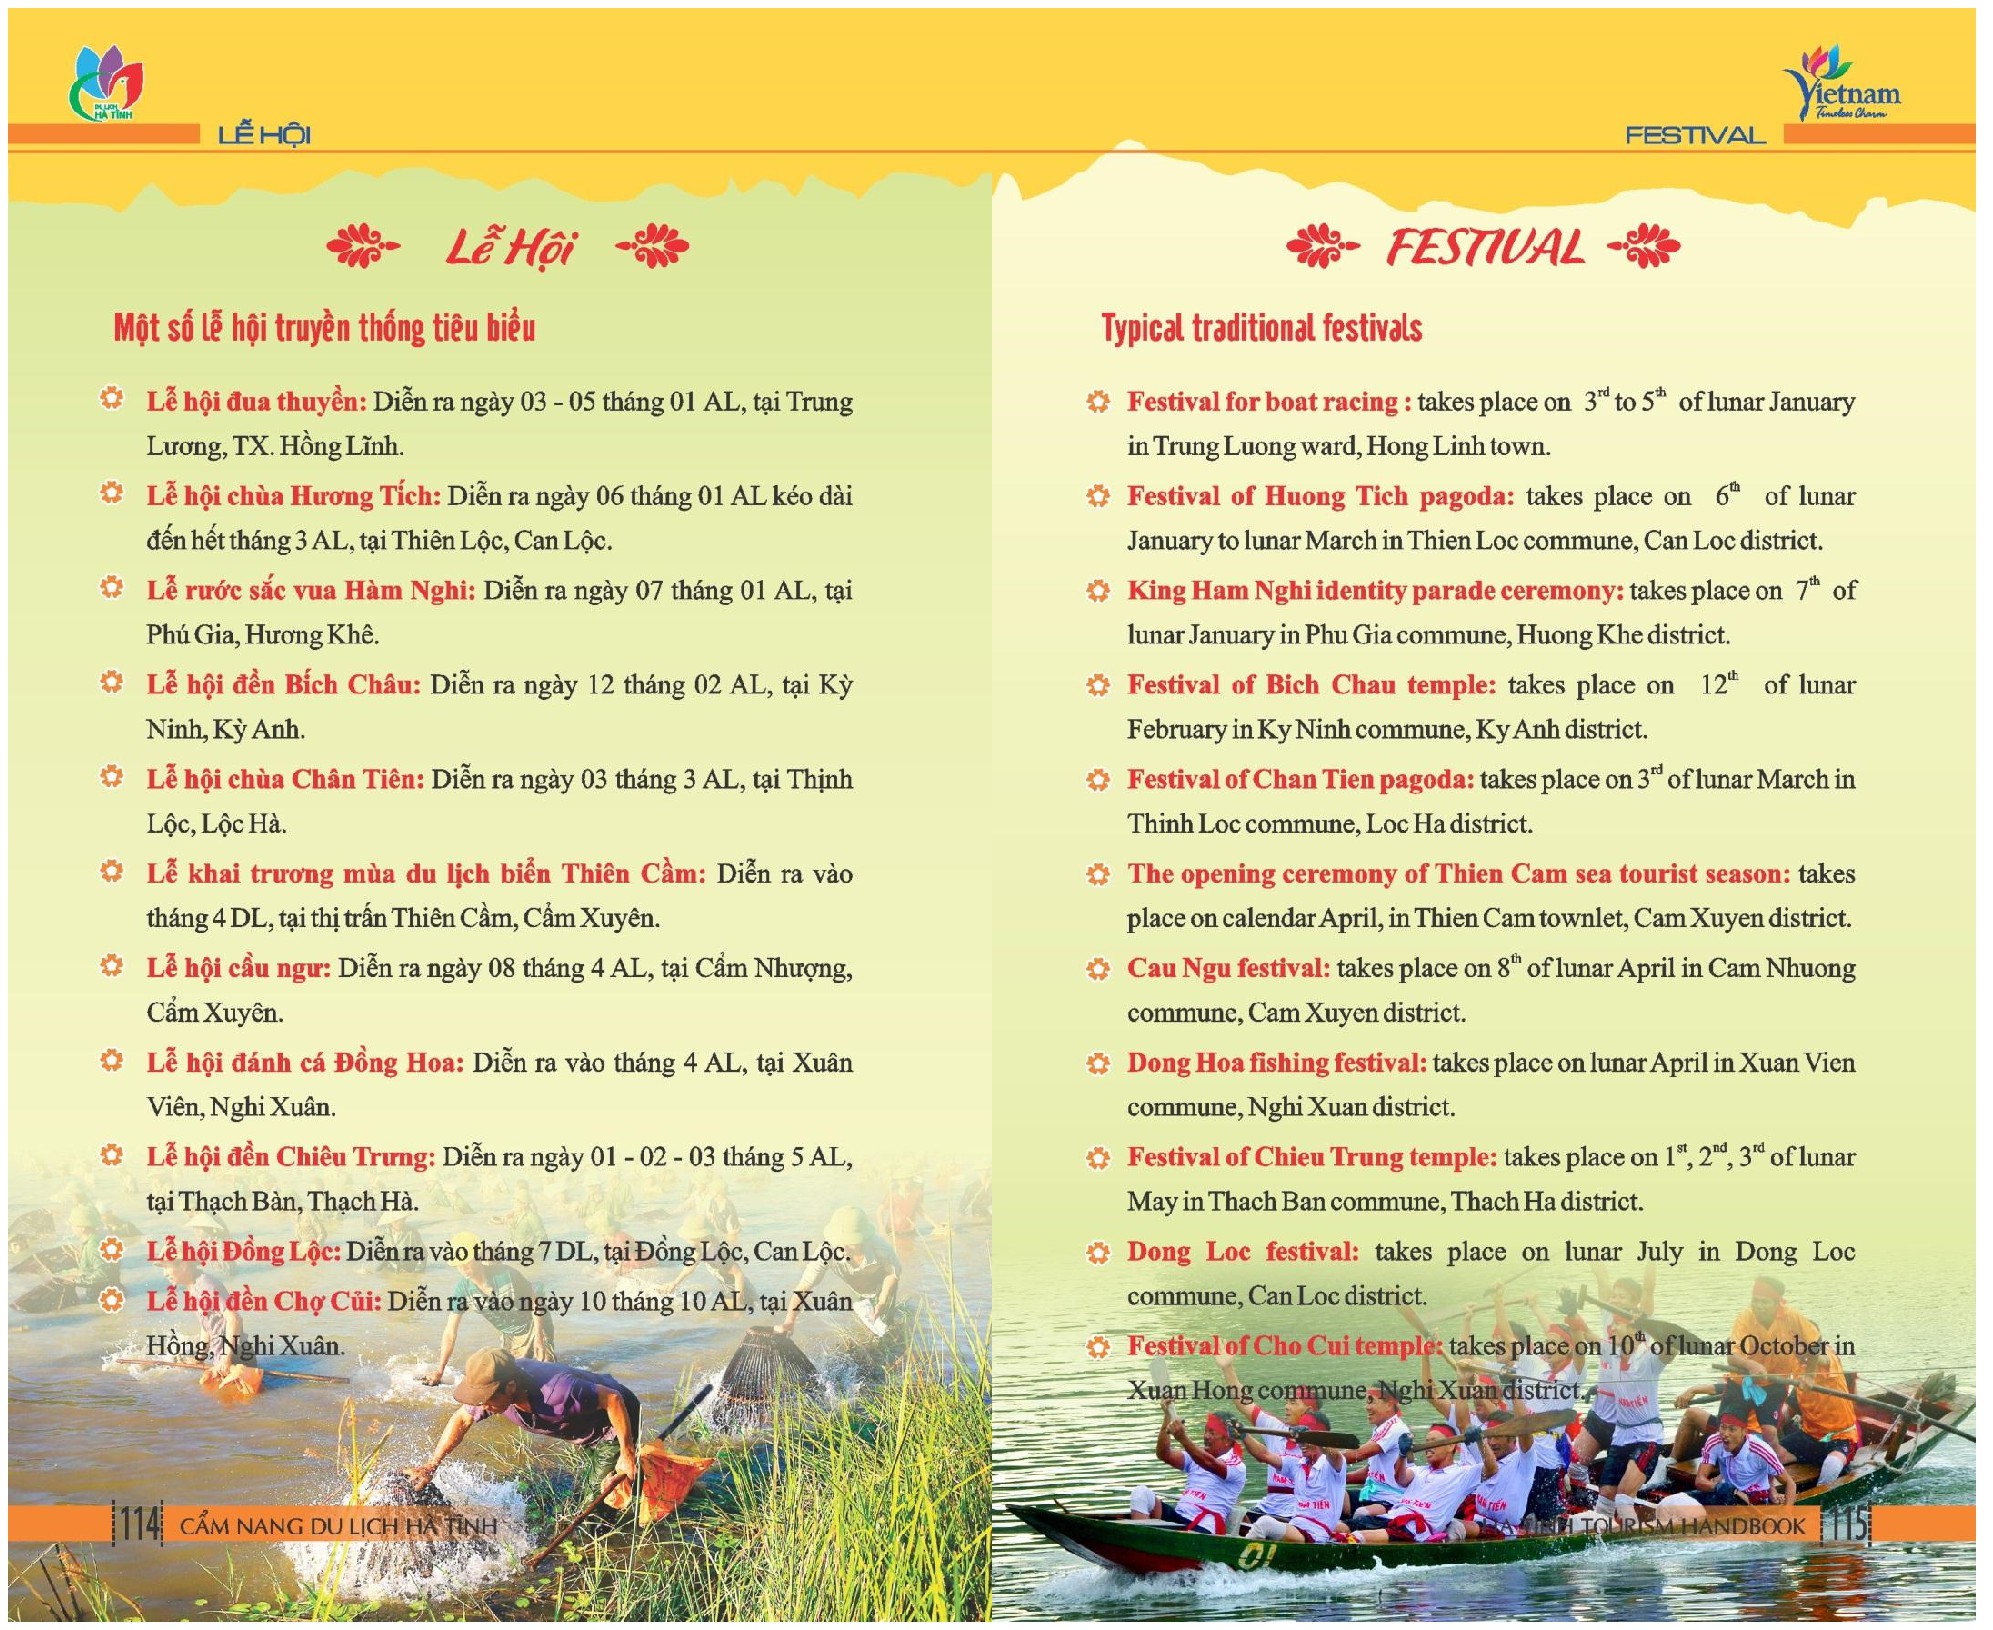 DU LỊCH
HÀ TĨNH
LỄ HỘI
Lễ Hội
Một số lễ hội truyền thống tiêu biểu
Lễ hội đua thuyền: Diễn ra ngày 03 - 05 tháng 01 AL, tại Trung
Lương, TX. Hồng Lĩnh.
Lễ hội chùa Hương Tích: Diễn ra ngày 06 tháng 01 AL kéo dài
đến hết tháng 3 AL, tại Thiên Lộc, Can Lộc.
Lễ rước sắc vua Hàm Nghi: Diễn ra ngày 07 tháng 01 AL, tại
Phú Gia, Hương Khê.
Lễ hội đền Bích Châu: Diễn ra ngày 12 tháng 02 AL, tại Kỳ
Ninh, Kỳ Anh.
Lễ hội chùa Chân Tiên: Diễn ra ngày 03 tháng 3 AL, tại Thịnh
Lộc, Lộc Hà.
Lễ khai trương mùa du lịch biển Thiên Cầm: Diễn ra vào
tháng 4 DL, tại thị trấn Thiên Cầm, Cẩm Xuyên.
Lễ hội cầu ngư: Diễn ra ngày 08 tháng 4 AL, tại Cẩm Nhượng,
Cẩm Xuyên.
Lễ hội đánh cá Đồng Hoa: Diễn ra vào tháng 4 AL, tại Xuân
Viên, Nghi Xuân.
Lễ hội đền Chiêu Trưng: Diễn ra ngày 01 - 02 - 03 tháng 5 AL,
tại Thạch Bàn, Thạch Hà.
Lễ hội Đồng Lộc: Diễn ra vào tháng 7 DL, tại Đồng Lộc, Can Lộc.
Lễ hội đền Chợ Củi: Diễn ra vào ngày 10 tháng 10 AL, tại Xuân
Hồng, Nghi Xuân.
114 CẨM NANG DU LỊCH HÀ TĨNH
Vietnam
Timeless Charm
FESTIVAL
FESTIVAL
Typical traditional festivals
Festival for boat racing : takes place on 3rd to 5th of lunar January
in Trung Luong ward, Hong Linh town.
Festival of Huong Tich pagoda: takes place on 6th of lunar
January to lunar March in Thien Loc commune, Can Loc district.
King Ham Nghi identity parade ceremony: takes place on 7th of
lunar January in Phu Gia commune, Huong Khe district.
Festival of Bich Chau temple: takes place on 12th of lunar
February in Ky Ninh commune, Ky Anh district.
Festival of Chan Tien pagoda: takes place on 3rd of lunar March in
Thinh Loc commune, Loc Ha district.
The opening ceremony of Thien Cam sea tourist season: takes
place on calendar April, in Thien Cam townlet, Cam Xuyen district.
Cau Ngu festival: takes place on 8th of lunar April in Cam Nhuong
commune, Cam Xuyen district.
Dong Hoa fishing festival: takes place on lunar April in Xuan Vien
commune, Nghi Xuan district.
Festival of Chieu Trung temple: takes place on 1st, 2nd, 3rd of lunar
May in Thach Ban commune, Thach Ha district.
Dong Loc festival: takes place on lunar July in Dong Loc
commune, Can Loc district.
Festival of Cho Cui temple: takes place on 10th of lunar October in
Xuan Hong commune, Nghi Xuan district.
01
HA TINH TOURISM HANDBOOK 115